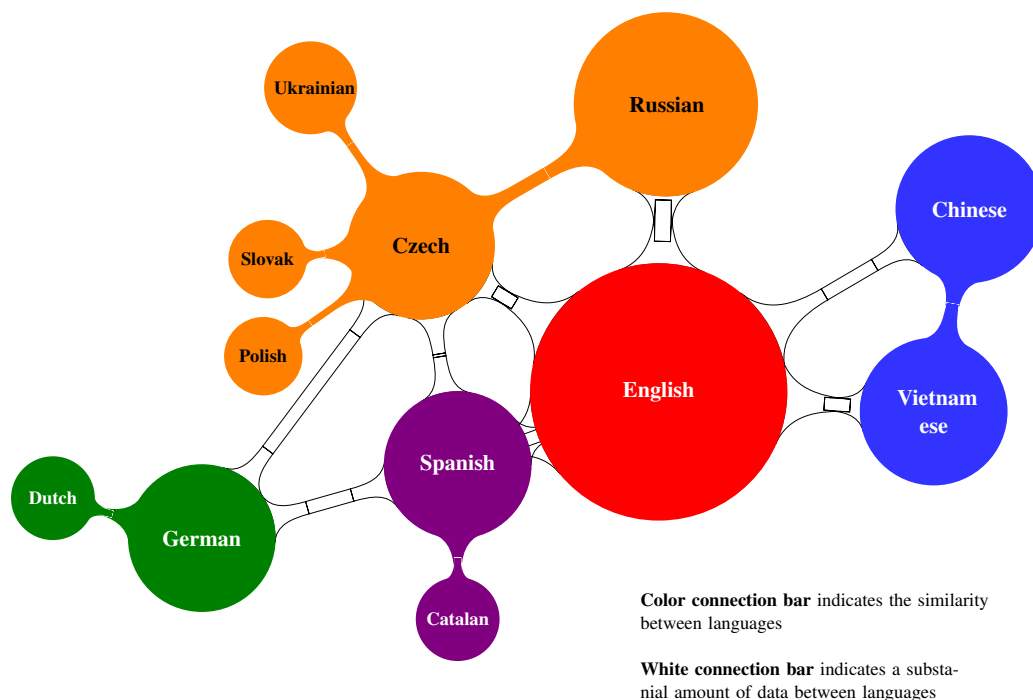 Ukrainian
Russian
Chinese
Czech
Slovak
Polish
English
Vietnam
ese
Spanish
Dutch
German
Catalan
Color connection bar indicates the similarity
between languages
White connection bar indicates a substa-
nial amount of data between languages